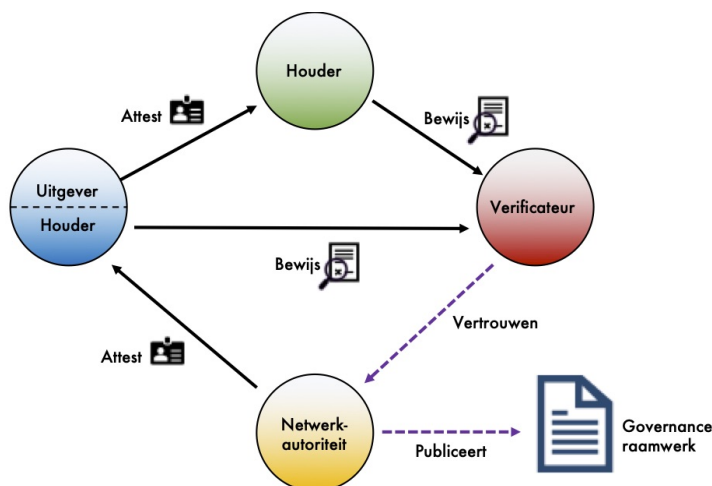 Houder
Attest
Bewijs
Uitgever
Houder
Verificateur
Bewijs
Vertrouwen
Attest
Netwerk-
autoriteit
Publiceert
Governance
raamwerk